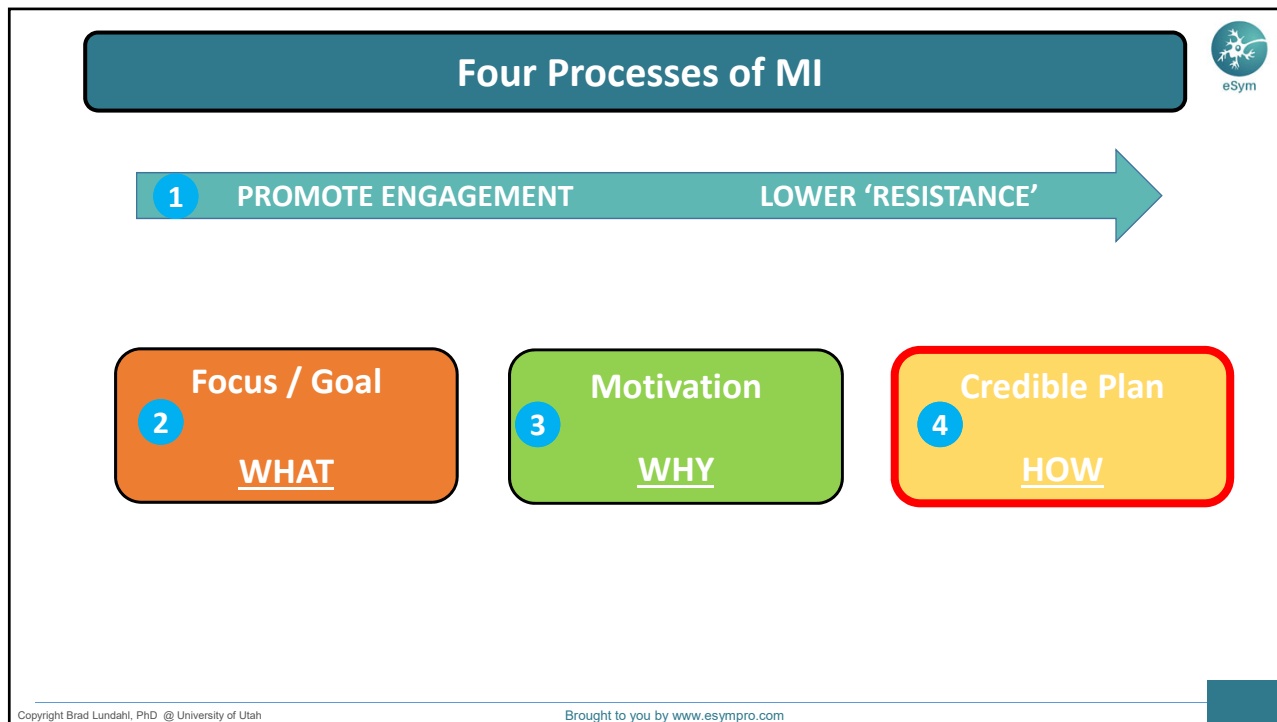 Four Processes of MI
eSym
1 PROMOTE ENGAGEMENT LOWER ‘RESISTANCE’
Focus / Goal
2
WHAT
Motivation
3
WHY
Credible Plan
4
HOW
Copyright Brad Lundahl, PhD @ University of Utah
Brought to you by www.esympro.com